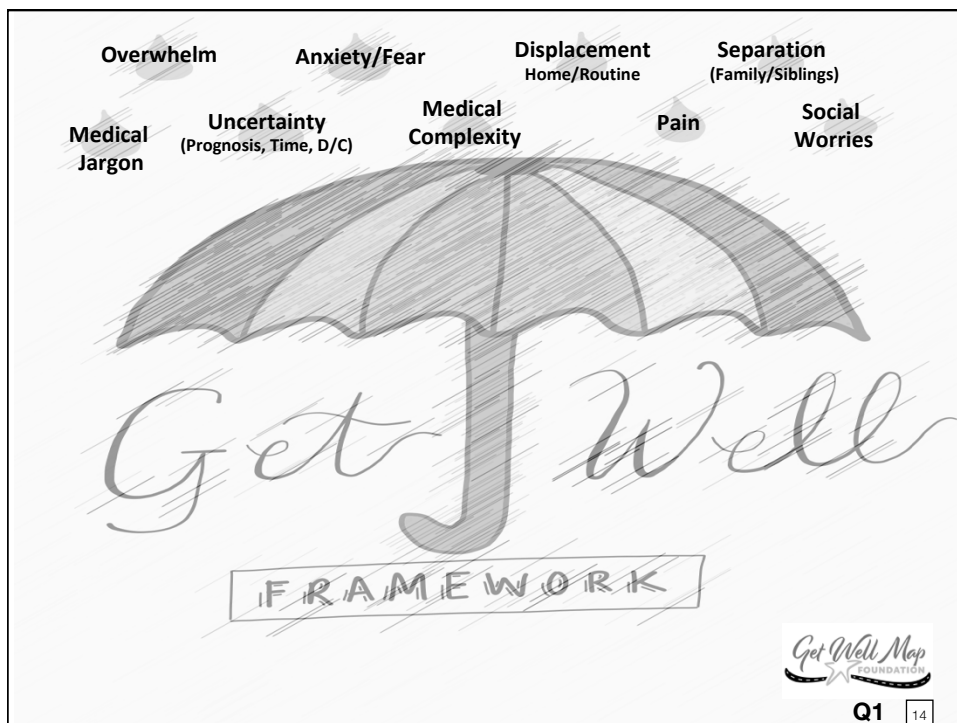 Overwhelm
Anxiety/Fear
Displacement
Home/Routine
Separation
(Family/Siblings)
Medical
Jargon
Uncertainty
(Prognosis, Time, D/C)
Medical
Complexity
Pain
Social
Worries
Get Well
FRAMEWORK
Get Well Map
FOUNDATION
Q1
14